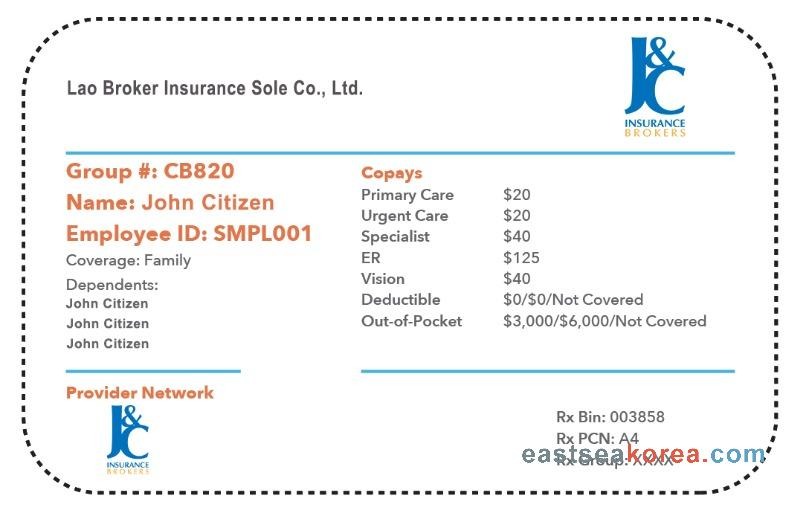 Lao Broker Insurance Sole Co., Ltd.
J&C
INSURANCE
BROKERS
Group #: CB820
Name: John Citizen
Employee ID: SMPL001
Coverage: Family
Dependents:
John Citizen
John Citizen
John Citizen
Copays
Primary Care $20
Urgent Care $20
Specialist $40
ER $125
Vision $40
Deductible $0/$0/Not Covered
Out-of-Pocket $3,000/$6,000/Not Covered
Provider Network
J&C
INSURANCE
BROKERS
Rx Bin: 003858
Rx PCN: A4
Rx Group: XXXX
eastseakorea.com